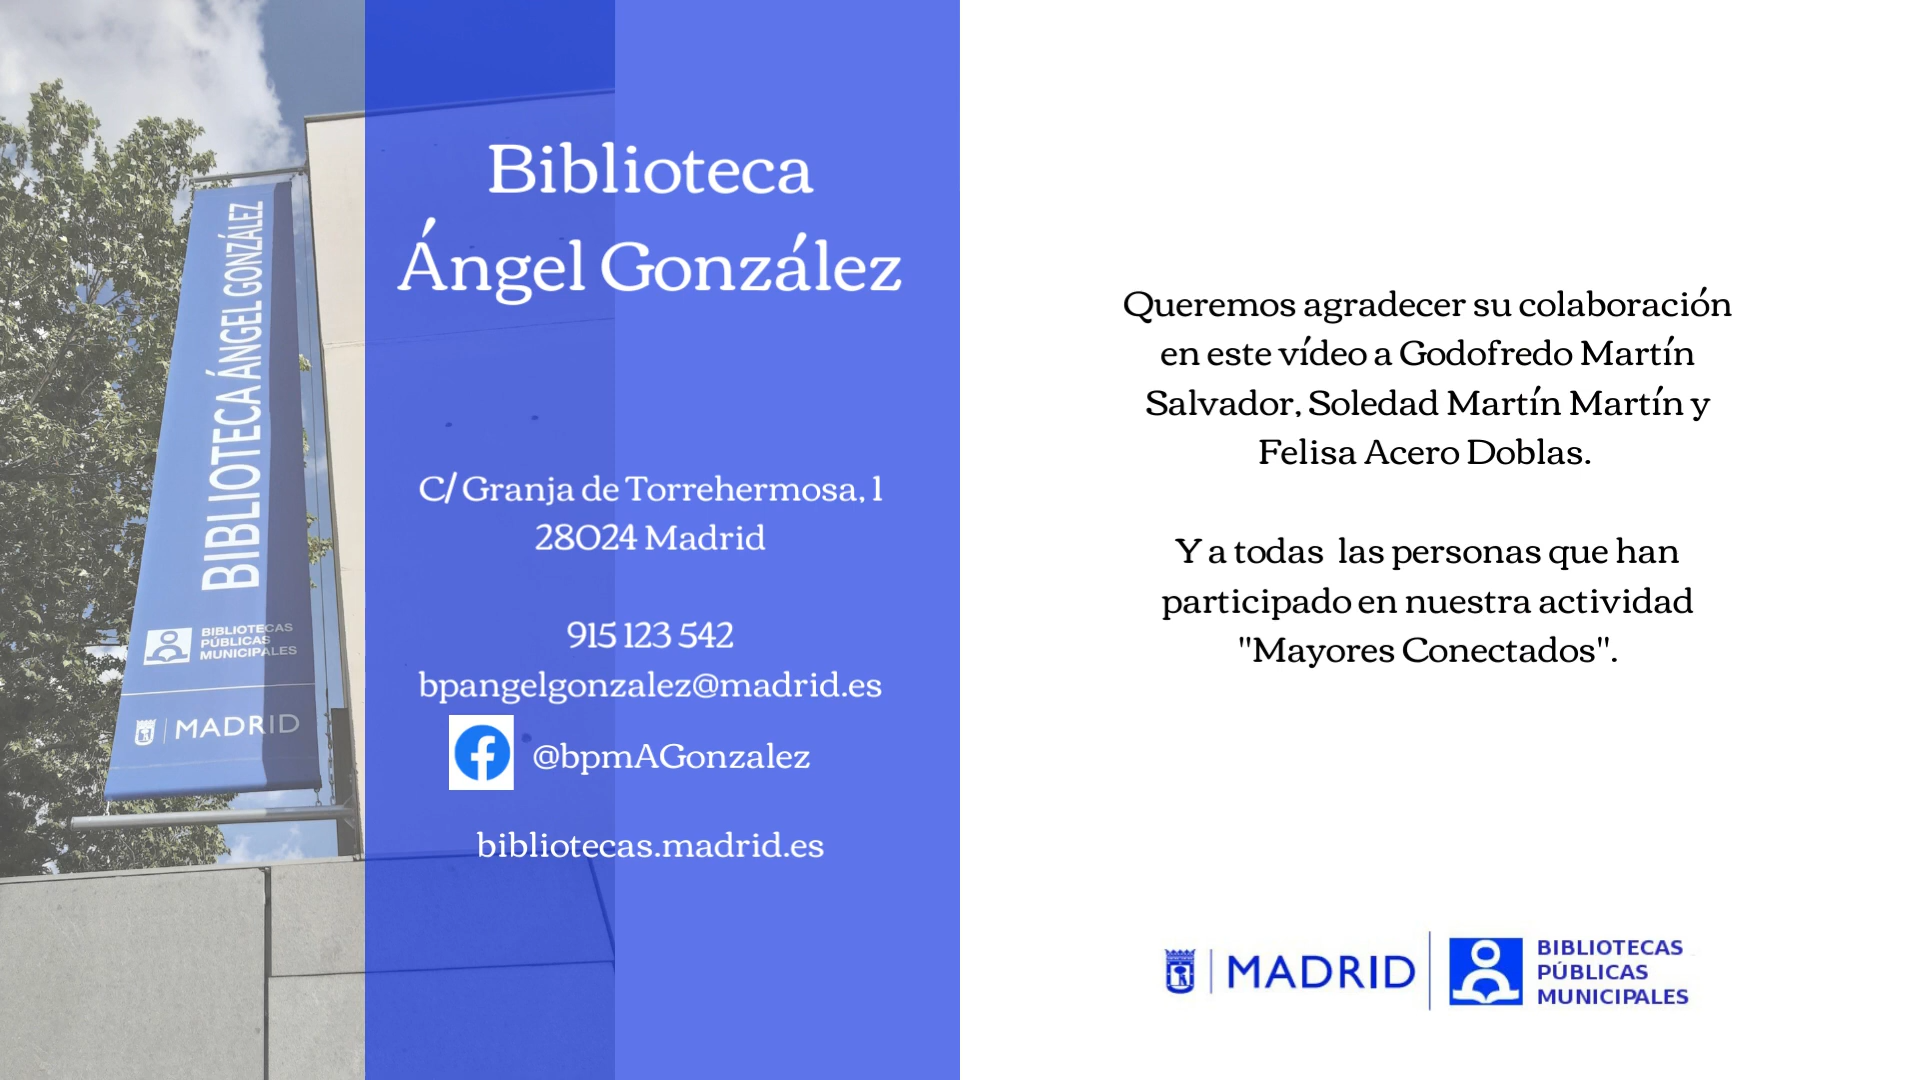 BIBLIOTECA ÁNGEL GONZÁLEZ
BIBLIOTECAS
PÚBLICAS
MUNICIPALES
MADRID
Biblioteca
Ángel González
C/ Granja de Torrehermosa, 1
28024 Madrid
915 123 542
bpangelgonzalez@madrid.es
@bpmAGonzalez
bibliotecas.madrid.es
Queremos agradecer su colaboración
en este vídeo a Godofredo Martín
Salvador, Soledad Martín Martín y
Felisa Acero Doblas.
Y a todas  las personas que han
participado en nuestra actividad
"Mayores Conectados".
MADRID
BIBLIOTECAS
PÚBLICAS
MUNICIPALES